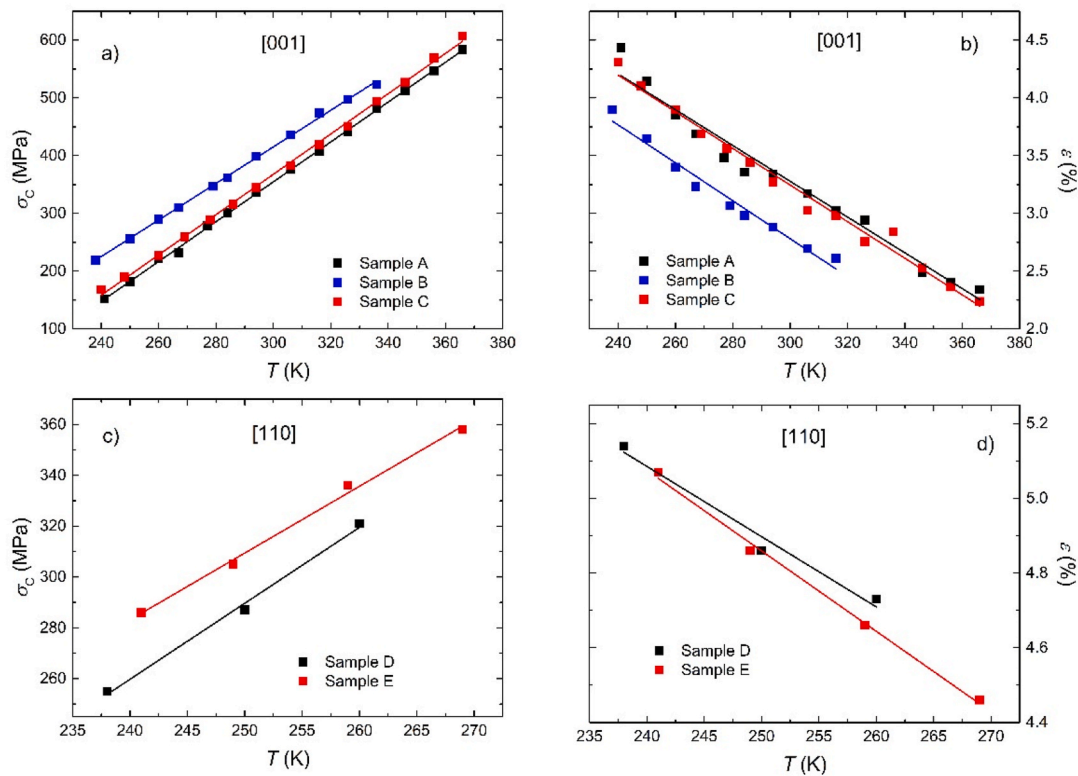 a)
[001]
600
500
400
300
200
100
σC (MPa)
Sample A
Sample B
Sample C
240 260 280 300 320 340 360 380
T (K)
[001]
b)
4.5
4.0
3.5
3.0
2.5
2.0
ε (%)
Sample A
Sample B
Sample C
240 260 280 300 320 340 360 380
T (K)
c)
[110]
360
340
320
300
280
260
σC (MPa)
Sample D
Sample E
235 240 245 250 255 260 265 270
T (K)
[110]
d)
5.2
5.0
4.8
4.6
4.4
ε (%)
Sample D
Sample E
235 240 245 250 255 260 265 270
T (K)